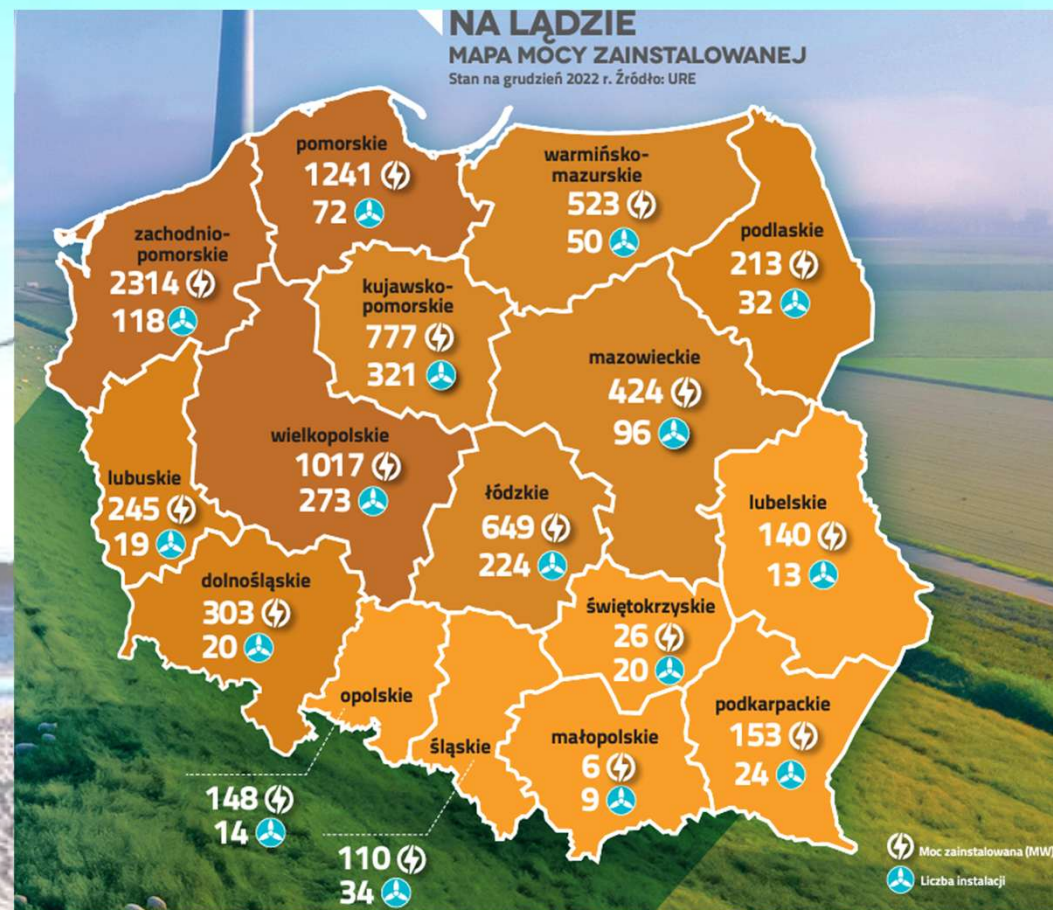 NA LĄDZIE
MAPA MOCY ZAINSTALOWANEJ
Stan na grudzień 2022 r. Źródło: URE
pomorskie
1241
72
warmińsko-
mazurskie
523
50
podlaskie
213
32
zachodnio-
pomorskie
2314
118
kujawsko-
pomorskie
777
321
mazowieckie
424
96
wielkopolskie
1017
273
lubuskie
245
19
łódzkie
649
224
lubelskie
140
13
dolnośląskie
303
20
świętokrzyskie
26
20
opolskie
148
14
śląskie
110
34
małopolskie
6
9
podkarpackie
153
24
Moc zainstalowana (MW)
Liczba instalacji